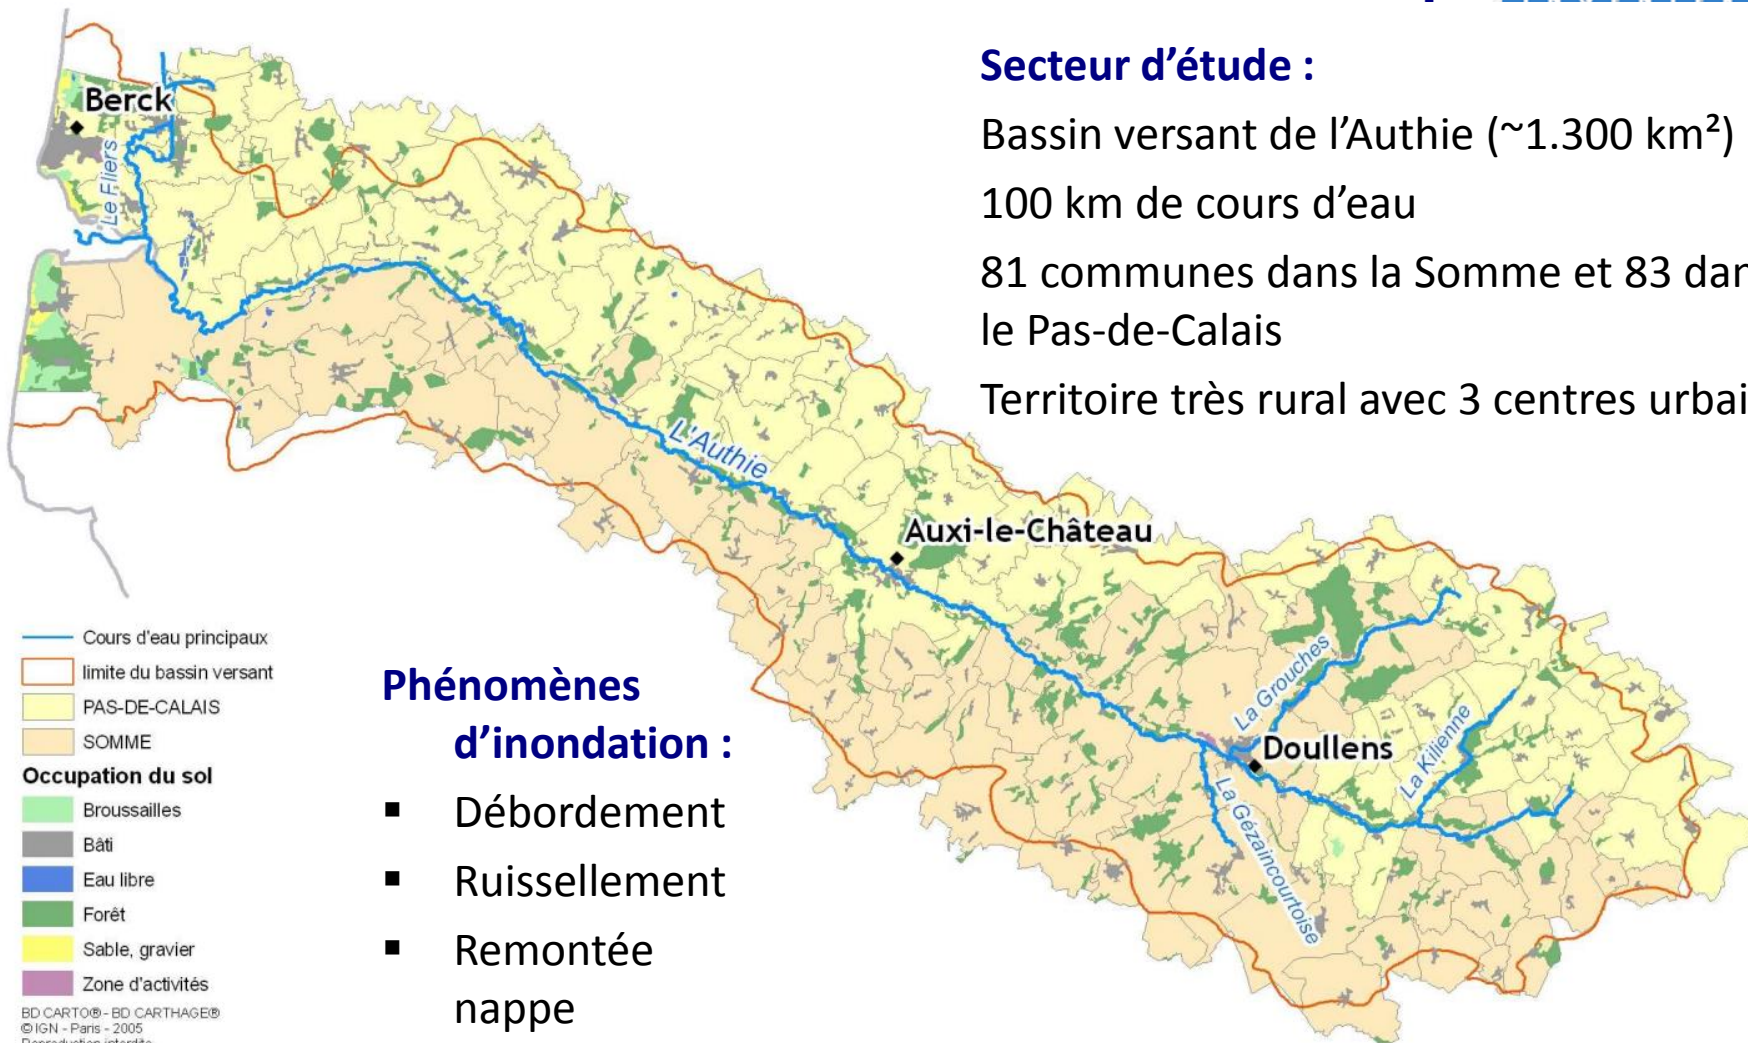 Secteur d’étude :
Bassin versant de l’Authie (~1.300 km²)
100 km de cours d’eau
81 communes dans la Somme et 83 dan
le Pas-de-Calais
Territoire très rural avec 3 centres urbai
Berck
Le Fliers
L'Authie
Auxi-le-Château
La Grouches
Doullens
La Kilienne
La Gézaincourtoise
Cours d'eau principaux
limite du bassin versant
PAS-DE-CALAIS
SOMME
Occupation du sol
Broussailles
Bâti
Eau libre
Forêt
Sable, gravier
Zone d'activités
BD CARTO® - BD CARTHAGE®
© IGN - Paris - 2005
Reproduction interdite
Phénomènes
d’inondation :
▪ Débordement
▪ Ruissellement
▪ Remontée
nappe